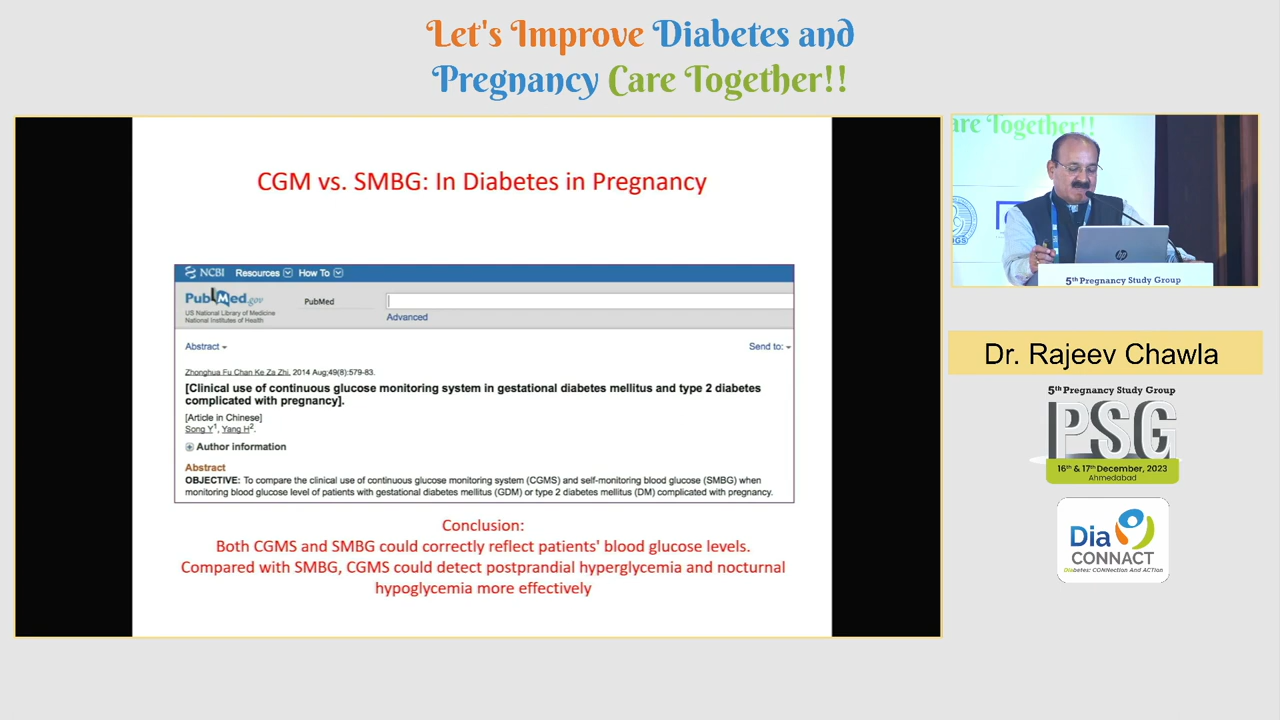 Let's Improve Diabetes and
Pregnancy Care Together!!
CGM vs. SMBG: In Diabetes in Pregnancy
NCBI Resources How To
PubMed.gov
US National Library of Medicine
National Institutes of Health
PubMed
Advanced
Abstract
Send to:
Zhonghua Fu Chan Ke Za Zhi. 2014 Aug;49(8):579-83.
[Clinical use of continuous glucose monitoring system in gestational diabetes mellitus and type 2 diabetes
complicated with pregnancy].
[Article in Chinese]
Song Y1, Yang H2.
Author information
Abstract
OBJECTIVE: To compare the clinical use of continuous glucose monitoring system (CGMS) and self-monitoring blood glucose (SMBG) when
monitoring blood glucose level of patients with gestational diabetes mellitus (GDM) or type 2 diabetes mellitus (DM) complicated with pregnancy.
Conclusion:
Both CGMS and SMBG could correctly reflect patients' blood glucose levels.
Compared with SMBG, CGMS could detect postprandial hyperglycemia and nocturnal
hypoglycemia more effectively
are Together!!
hp
5th Pregnancy Study Group
Dr. Rajeev Chawla
5th Pregnancy Study Group
PSG
16th & 17th December, 2023
Ahmedabad
Dia
CONNACT
Diabetes: CONNection And ACTion